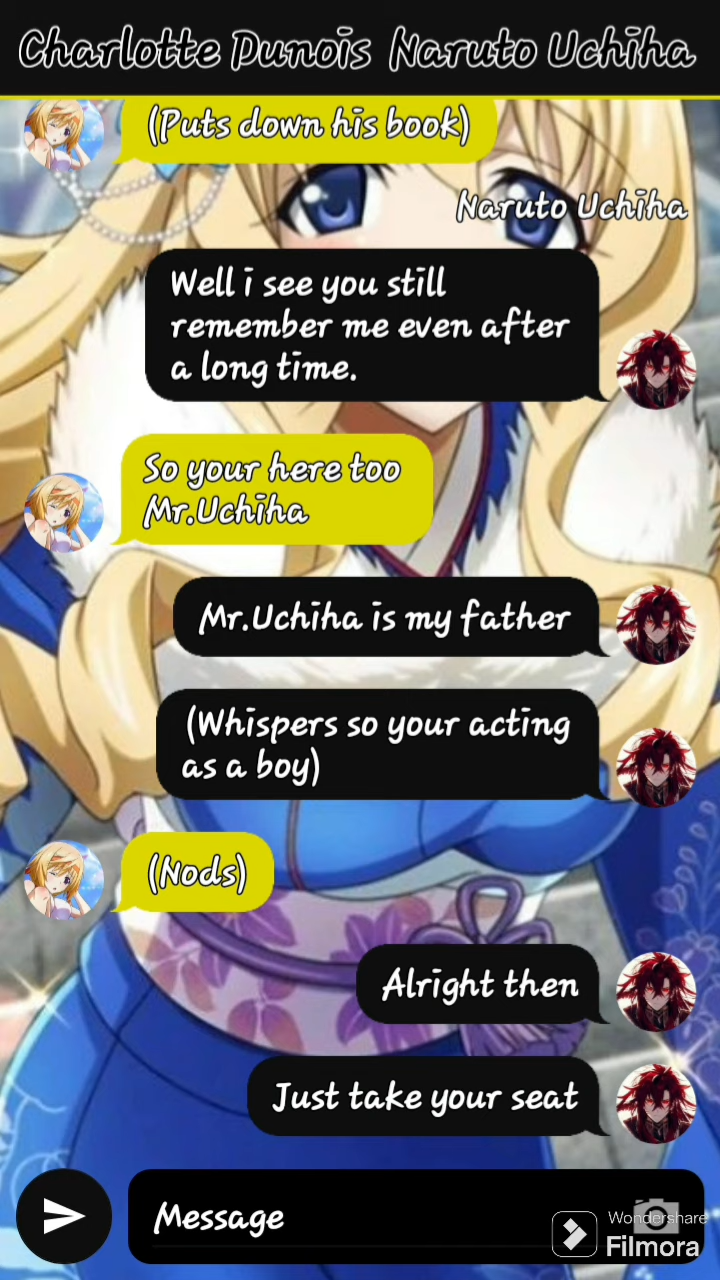 Charlotte Dunois Naruto Uchiha
(Puts down his book)
Naruto Uchiha
Well i see you still
remember me even after
a long time.
So your here too
Mr.Uchiha
Mr.Uchiha is my father
(Whispers so your acting
as a boy)
(Nods)
Alright then
Just take your seat
Message
Wondershare
Filmora